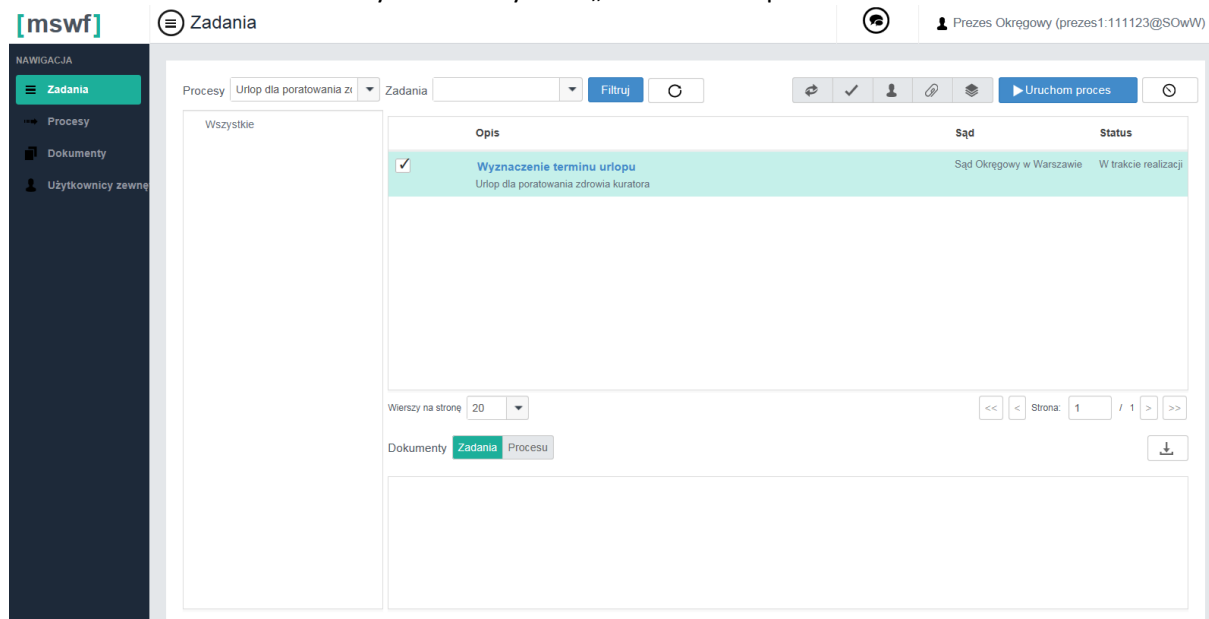 [mswf]
Zadania
Prezes Okręgowy (prezes1:111123@SOwW)
NAWIGACJA
Zadania
Procesy
Dokumenty
Użytkownicy zewnę
Procesy Urlop dla poratowania z Zadania Filtruj Uruchom proces
Wszystkie
Opis Sąd Status
Wyznaczenie terminu urlopu Sąd Okręgowy w Warszawie W trakcie realizacji
Urlop dla poratowania zdrowia kuratora
Wierszy na stronę 20 << < Strona: 1 / 1 > >>
Dokumenty Zadania Procesu